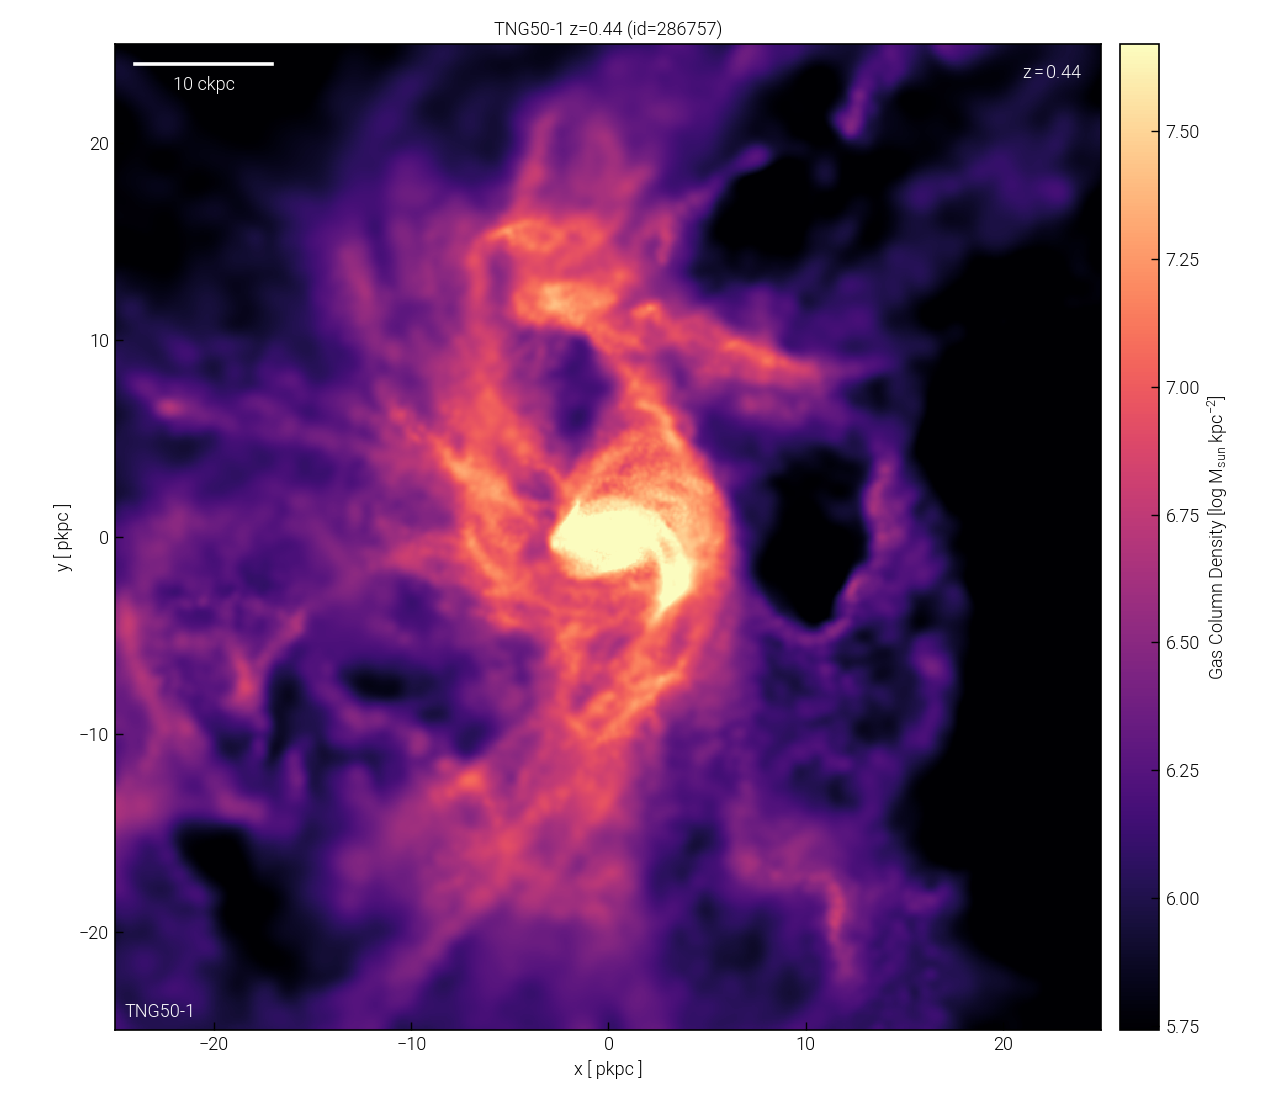 TNG50-1 z=0.44 (id=286757)
10 ckpc
z=0.44
20
10
0
−10
−20
y [ pkpc ]
TNG50-1
−20
−10
0
10
20
x [ pkpc ]
7.50
7.25
7.00
6.75
6.50
6.25
6.00
5.75
Gas Column Density [log M_sun kpc^−2]